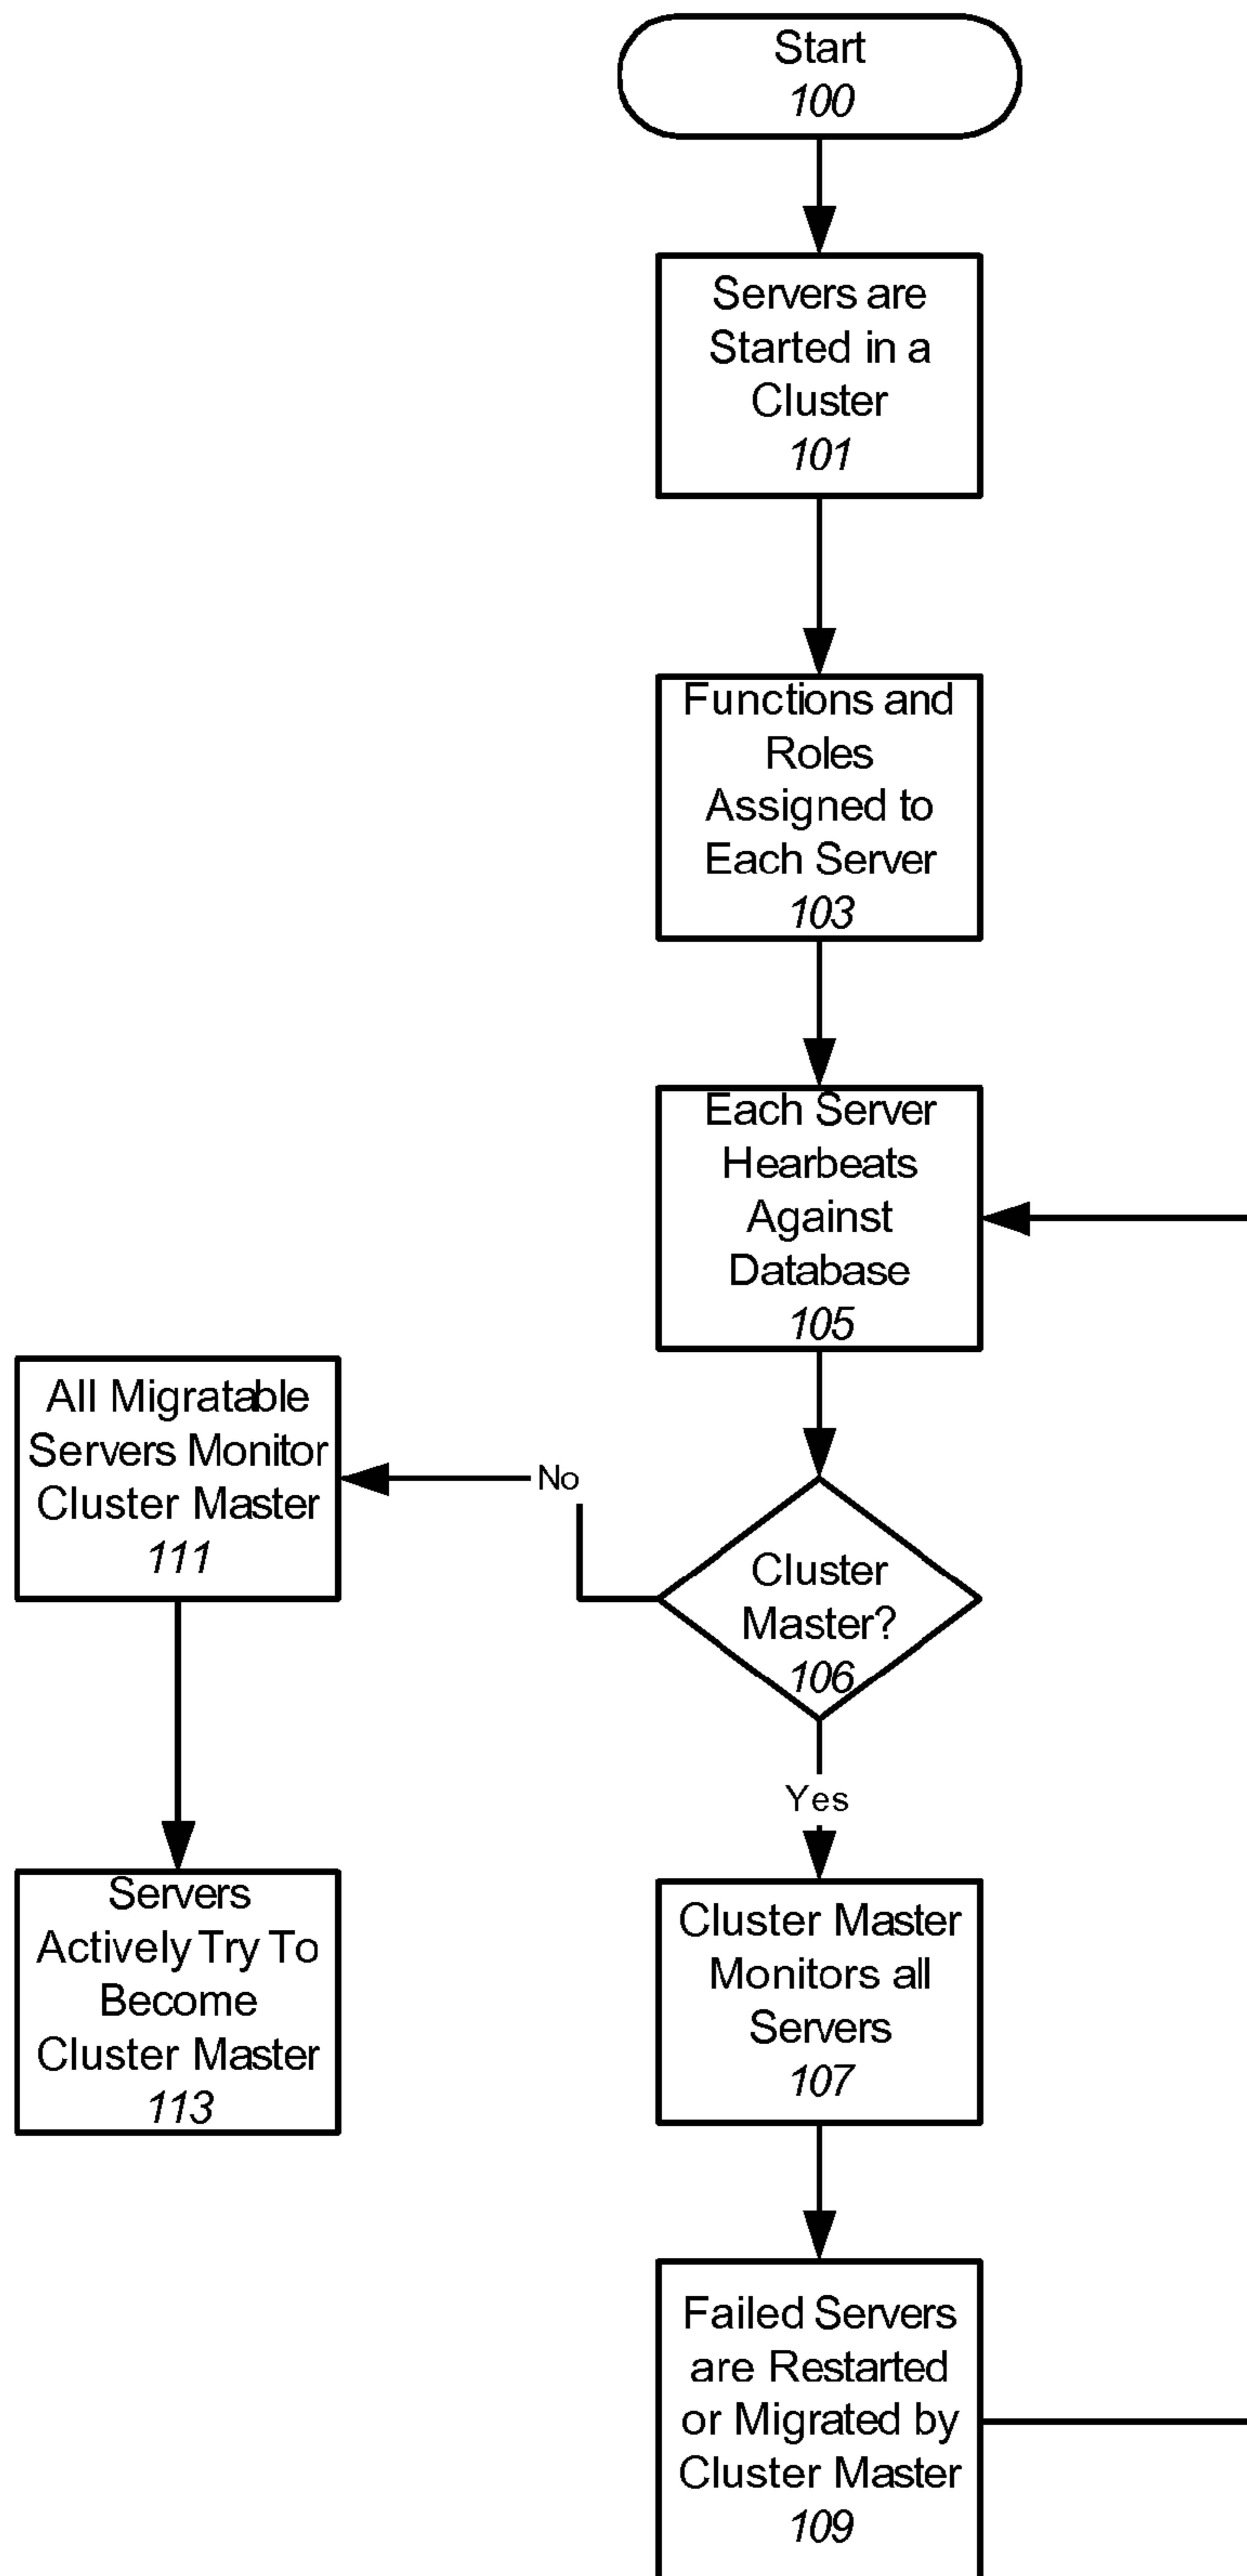 Start
100
Servers are
Started in a
Cluster
101
Functions and
Roles
Assigned to
Each Server
103
Each Server
Hearbeats
Against
Database
105
Cluster
Master?
106
No
All Migratable
Servers Monitor
Cluster Master
111
Servers
Actively Try To
Become
Cluster Master
113
Yes
Cluster Master
Monitors all
Servers
107
Failed Servers
are Restarted
or Migrated by
Cluster Master
109